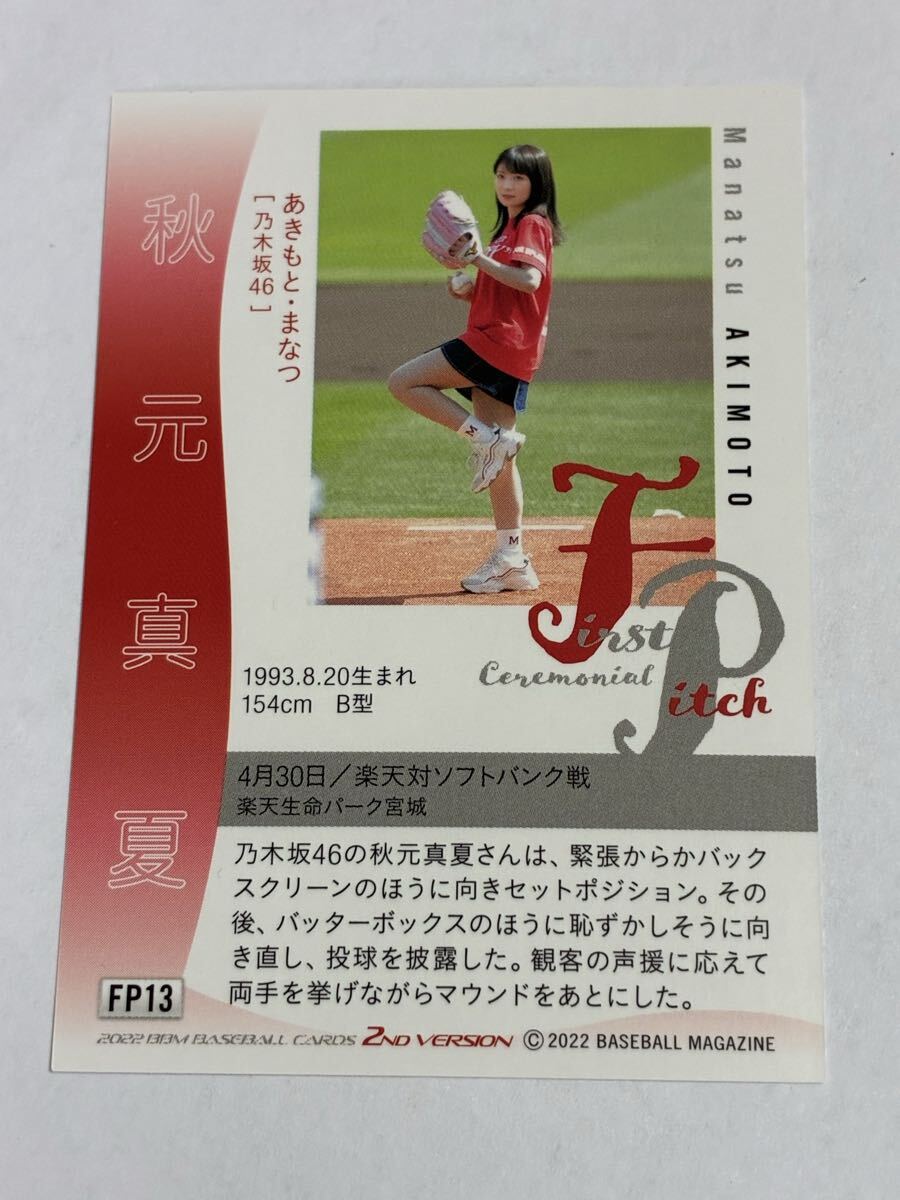 秋元真夏
あきもと・まなつ
[乃木坂46]
Manatsu AKIMOTO
M
M
First
Ceremonial
Pitch
1993.8.20生まれ
154cm B型
4月30日/楽天対ソフトバンク戦
楽天生命パーク宮城
乃木坂46の秋元真夏さんは、緊張からかバック
スクリーンのほうに向きセットポジション。その
後、バッターボックスのほうに恥ずかしそうに向
き直し、投球を披露した。観客の声援に応えて
両手を挙げながらマウンドをあとにした。
FP13
2022 BBM BASEBALL CARDS 2ND VERSION © 2022 BASEBALL MAGAZINE